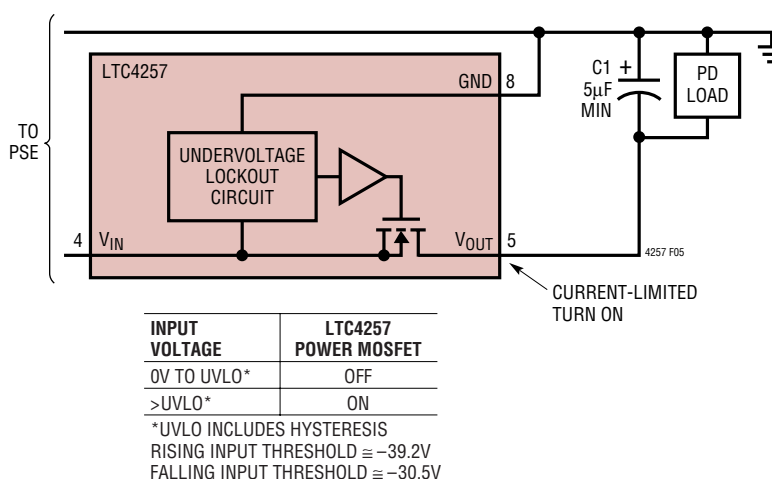 LTC4257
GND 8
C1 +
5µF
MIN
PD
LOAD
TO
PSE
UNDERVOLTAGE
LOCKOUT
CIRCUIT
4 VIN
VOUT 5
4257 F05
CURRENT-LIMITED
TURN ON
INPUT VOLTAGE LTC4257 POWER MOSFET
0V TO UVLO* OFF
>UVLO* ON
*UVLO INCLUDES HYSTERESIS
RISING INPUT THRESHOLD ≅ –39.2V
FALLING INPUT THRESHOLD ≅ –30.5V